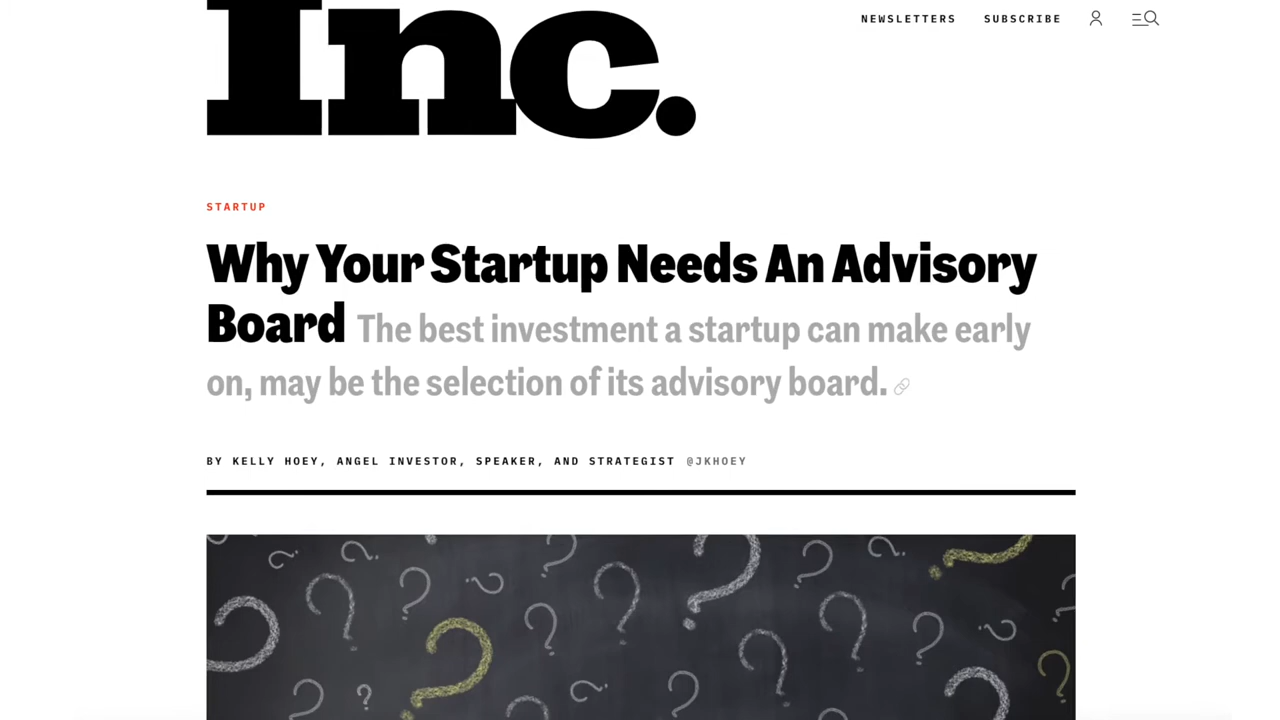 Inc.
NEWSLETTERS SUBSCRIBE
STARTUP
Why Your Startup Needs An Advisory
Board The best investment a startup can make early
on, may be the selection of its advisory board.
BY KELLY HOEY, ANGEL INVESTOR, SPEAKER, AND STRATEGIST @JKHOEY